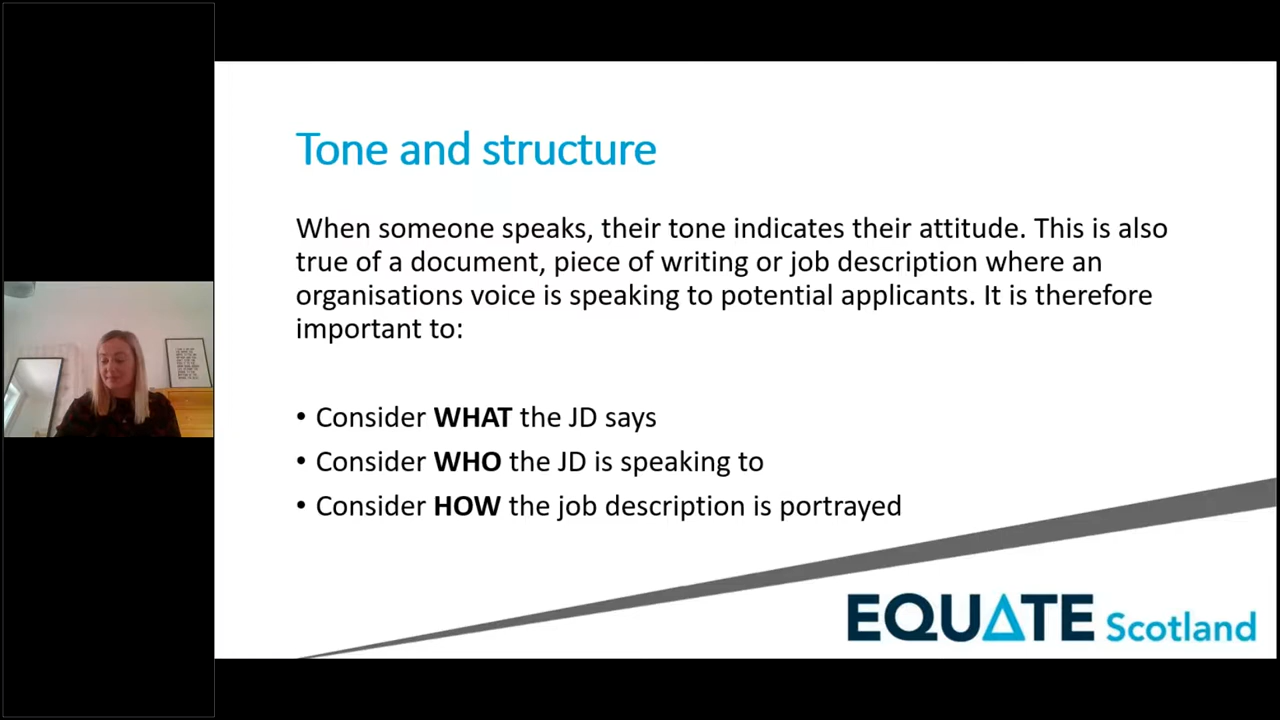 Tone and structure
When someone speaks, their tone indicates their attitude. This is also
true of a document, piece of writing or job description where an
organisations voice is speaking to potential applicants. It is therefore
important to:
• Consider WHAT the JD says
• Consider WHO the JD is speaking to
• Consider HOW the job description is portrayed
EQUATE Scotland